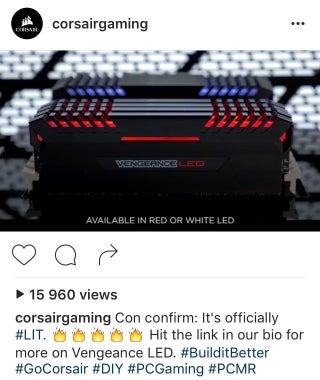 CORSAIR
corsairgaming
VENGEANCE LED
AVAILABLE IN RED OR WHITE LED
15 960 views
corsairgaming Con confirm: It's officially
#LIT. 🔥🔥🔥🔥🔥 Hit the link in our bio for
more on Vengeance LED. #BuilditBetter
#GoCorsair #DIY #PCGaming #PCMR